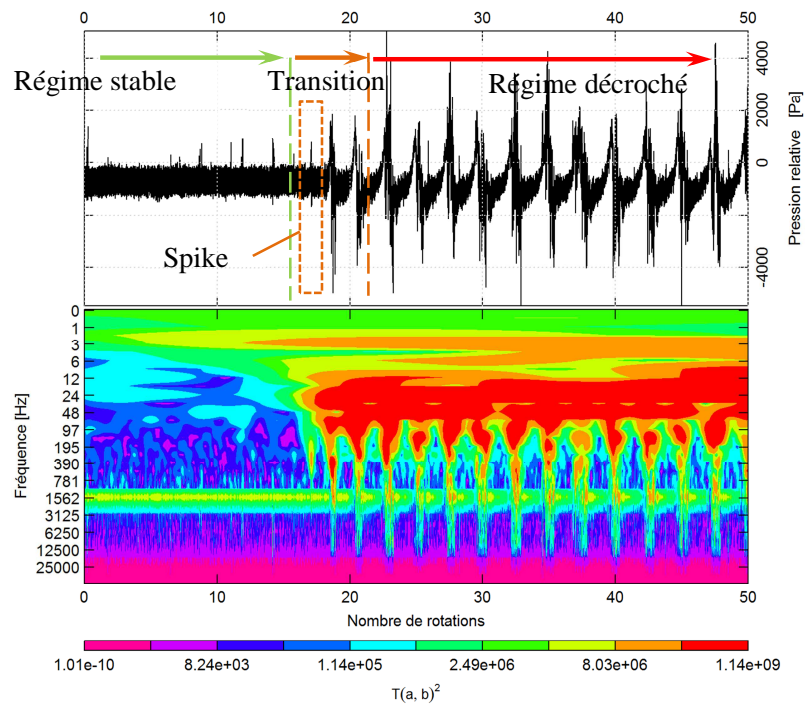 0 10 20 30 40 50
Régime stable
Transition
Régime décroché
Spike
4000
2000
0
-2000
-4000
Pression relative [Pa]
0
1
3
6
12
24
48
97
195
390
781
1562
3125
6250
12500
25000
Fréquence [Hz]
0 10 20 30 40 50
Nombre de rotations
1.01e-10 8.24e+03 1.14e+05 2.49e+06 8.03e+06 1.14e+09
T(a, b)²